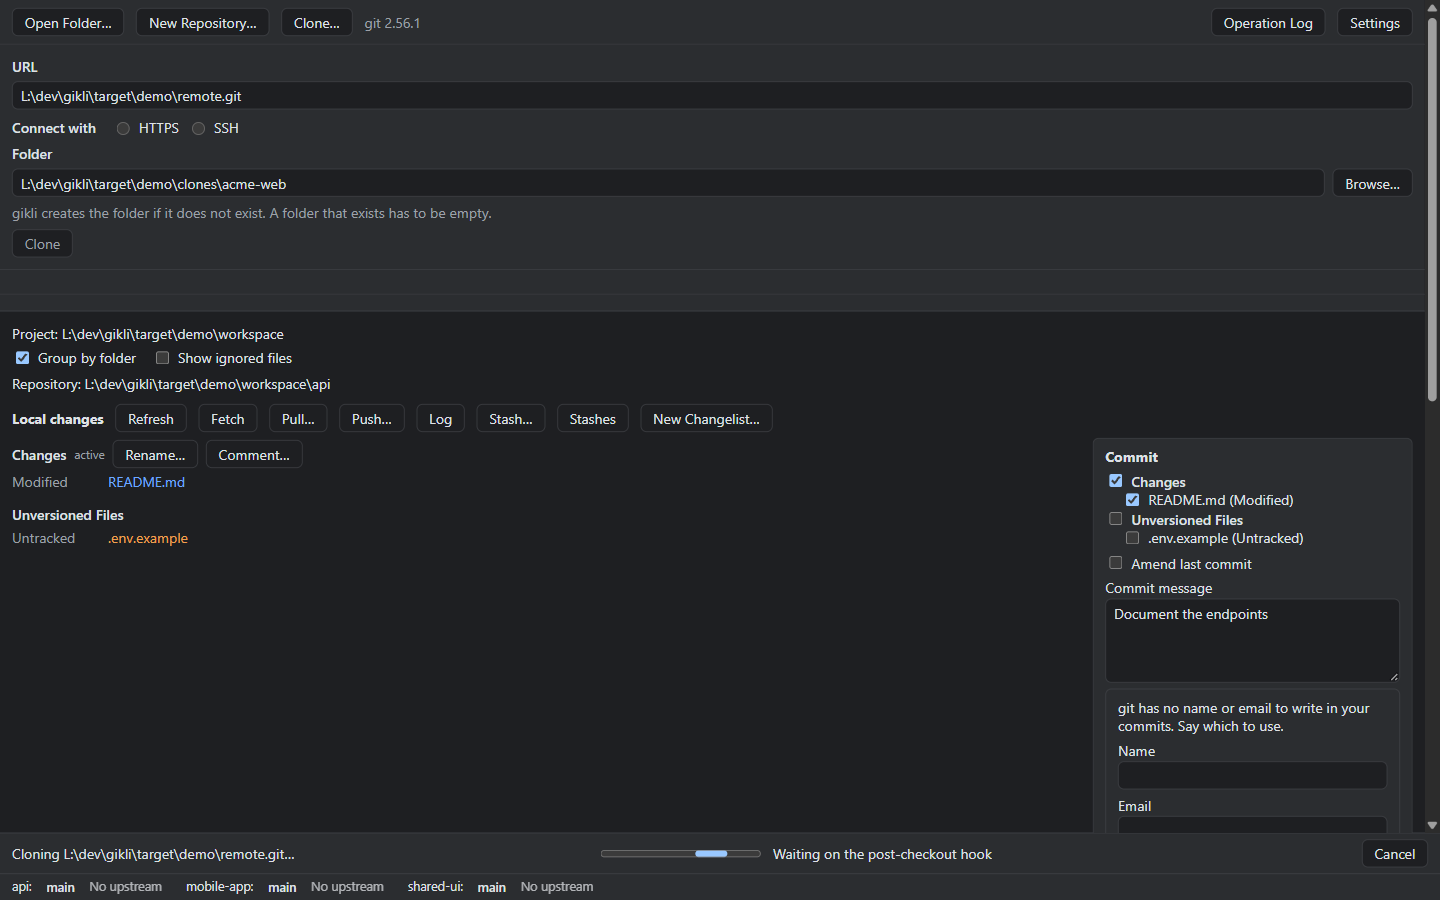 Open Folder... New Repository... Clone... git 2.56.1 Operation Log Settings
URL
L:\dev\gikli\target\demo\remote.git
Connect with HTTPS SSH
Folder
L:\dev\gikli\target\demo\clones\acme-web Browse...
gikli creates the folder if it does not exist. A folder that exists has to be empty.
Clone
Project: L:\dev\gikli\target\demo\workspace
Group by folder Show ignored files
Repository: L:\dev\gikli\target\demo\workspace\api
Local changes Refresh Fetch Pull... Push... Log Stash... Stashes New Changelist...
Changes active Rename... Comment...
Modified README.md
Unversioned Files
Untracked .env.example
Commit
Changes
README.md (Modified)
Unversioned Files
.env.example (Untracked)
Amend last commit
Commit message
Document the endpoints
git has no name or email to write in your
commits. Say which to use.
Name
Email
Cloning L:\dev\gikli\target\demo\remote.git... Waiting on the post-checkout hook Cancel
api: main No upstream mobile-app: main No upstream shared-ui: main No upstream